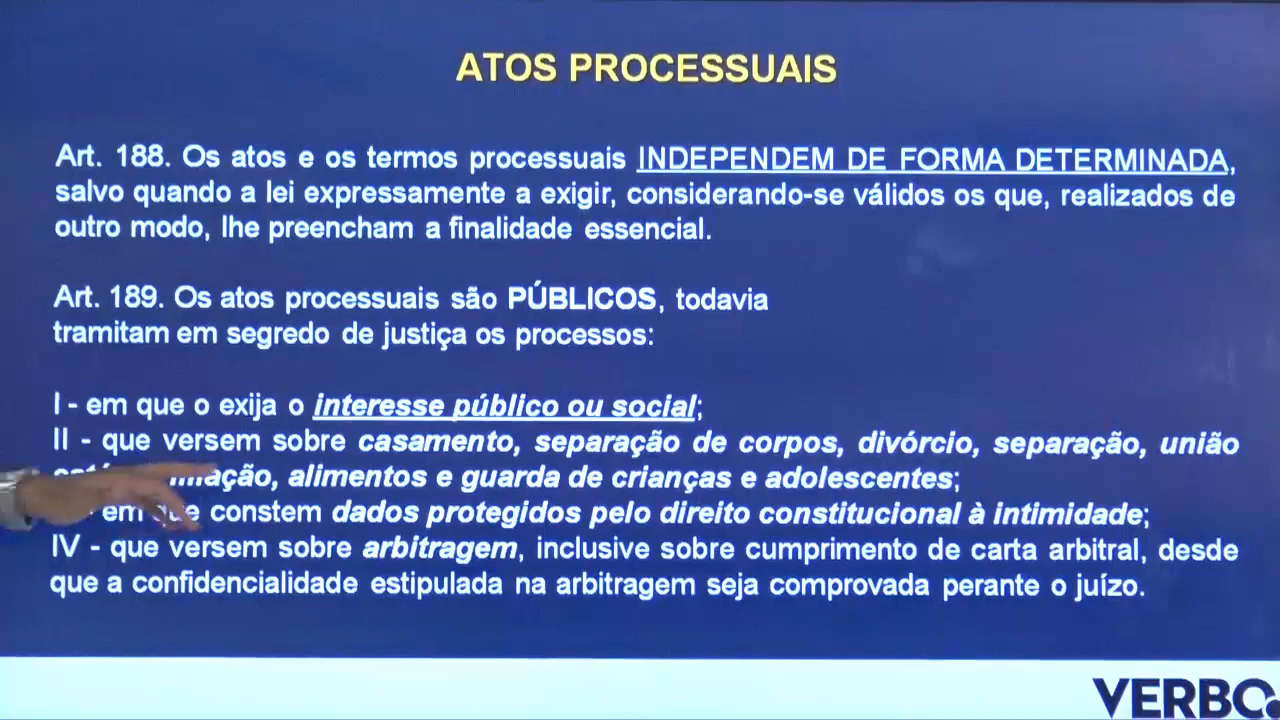 ATOS PROCESSUAIS
Art. 188. Os atos e os termos processuais INDEPENDEM DE FORMA DETERMINADA,
salvo quando a lei expressamente a exigir, considerando-se válidos os que, realizados de
outro modo, lhe preencham a finalidade essencial.
Art. 189. Os atos processuais são PÚBLICOS, todavia
tramitam em segredo de justiça os processos:
I - em que o exija o interesse público ou social;
II - que versem sobre casamento, separação de corpos, divórcio, separação, união
alimentos e guarda de crianças e adolescentes;
em que constem dados protegidos pelo direito constitucional à intimidade;
IV - que versem sobre arbitragem, inclusive sobre cumprimento de carta arbitral, desde
que a confidencialidade estipulada na arbitragem seja comprovada perante o juízo.
VERBO